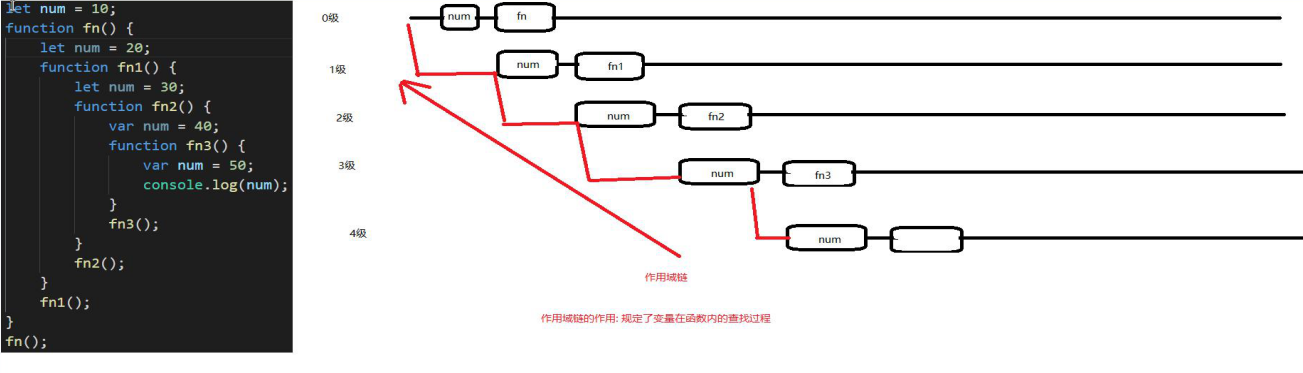 let num = 10;
function fn() {
    let num = 20;
    function fn1() {
        let num = 30;
        function fn2() {
            var num = 40;
            function fn3() {
                var num = 50;
                console.log(num);
            }
            fn3();
        }
        fn2();
    }
    fn1();
}
fn();
0级 num fn
1级 num fn1
2级 num fn2
3级 num fn3
4级 num
作用域链
作用域链的作用: 规定了变量在函数内的查找过程